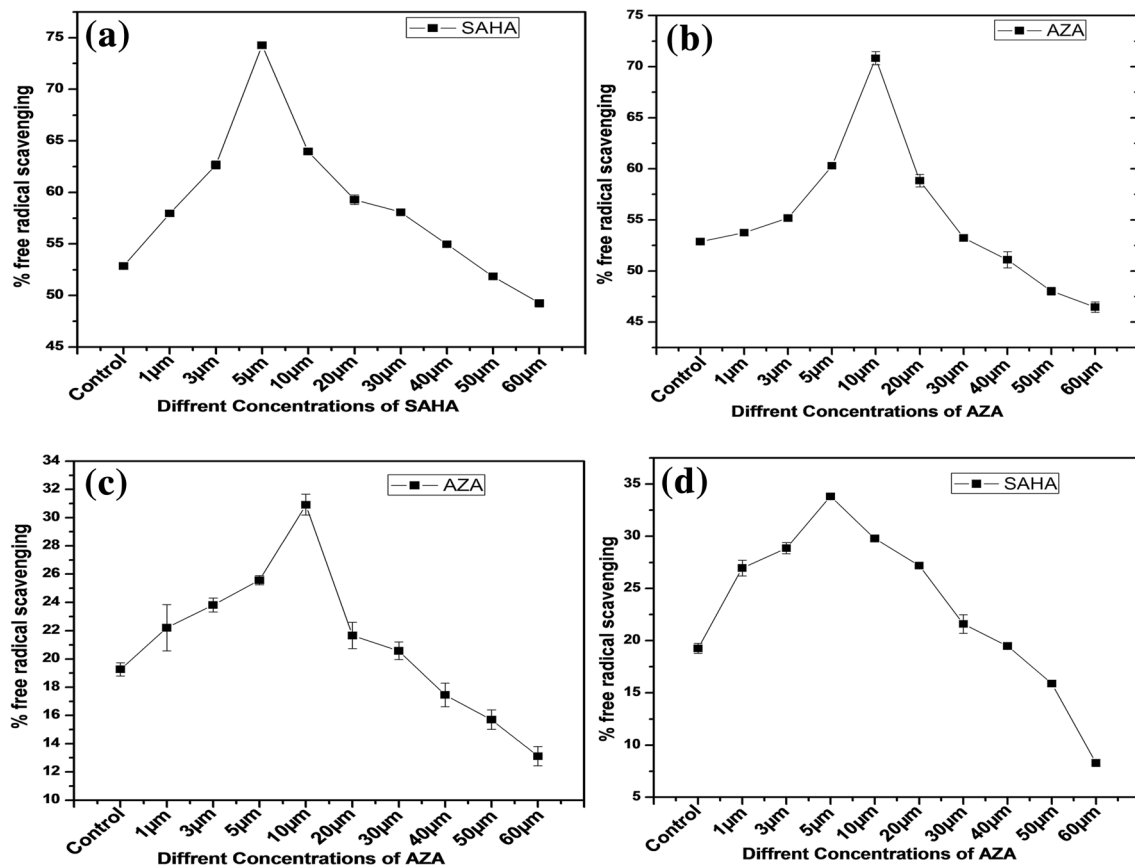 (a)
SAHA
% free radical scavenging
75
70
65
60
55
50
45
Control
1µm
3µm
5µm
10µm
20µm
30µm
40µm
50µm
60µm
Diffrent Concentrations of SAHA
(b)
AZA
% free radical scavenging
75
70
65
60
55
50
45
Control
1µm
3µm
5µm
10µm
20µm
30µm
40µm
50µm
60µm
Diffrent Concentrations of AZA
(c)
AZA
% free radical scavenging
34
32
30
28
26
24
22
20
18
16
14
12
10
Control
1µm
3µm
5µm
10µm
20µm
30µm
40µm
50µm
60µm
Diffrent Concentrations of AZA
(d)
SAHA
% free radical scavenging
35
30
25
20
15
10
5
Control
1µm
3µm
5µm
10µm
20µm
30µm
40µm
50µm
60µm
Diffrent Concentrations of AZA